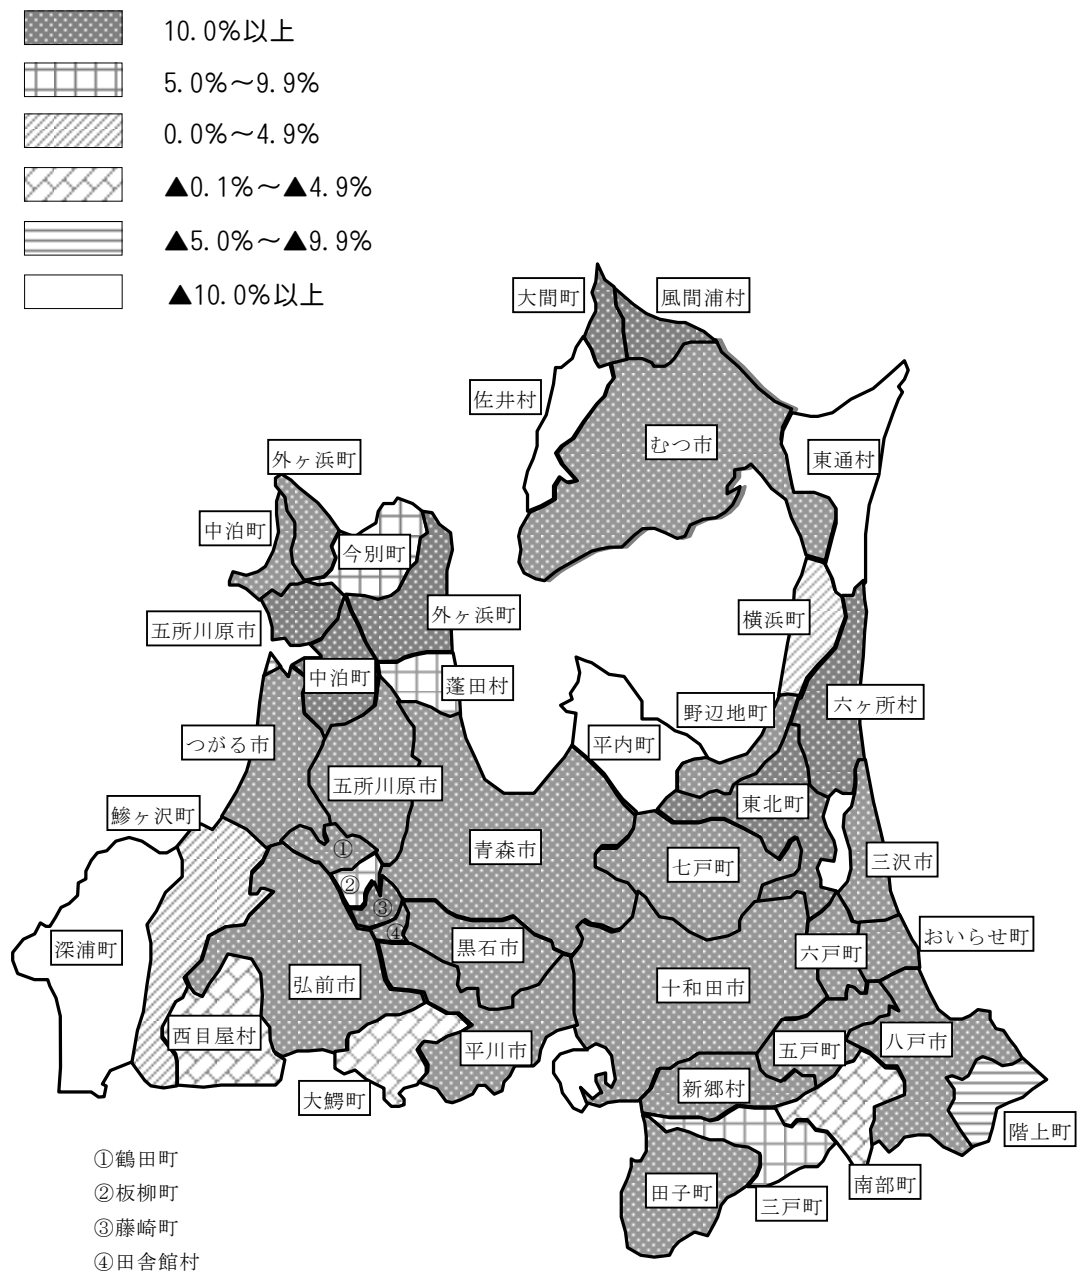 10.0%以上
5.0%～9.9%
0.0%～4.9%
▲0.1%～▲4.9%
▲5.0%～▲9.9%
▲10.0%以上
大間町
風間浦村
佐井村
むつ市
東通村
外ヶ浜町
中泊町
今別町
外ヶ浜町
横浜町
五所川原市
中泊町
蓬田村
野辺地町
六ヶ所村
つがる市
平内町
五所川原市
東北町
鰺ヶ沢町
①
青森市
七戸町
三沢市
②
③
④
黒石市
おいらせ町
深浦町
六戸町
弘前市
十和田市
西目屋村
平川市
五戸町
八戸市
新郷村
大鰐町
階上町
田子町
南部町
三戸町
①鶴田町
②板柳町
③藤崎町
④田舎館村